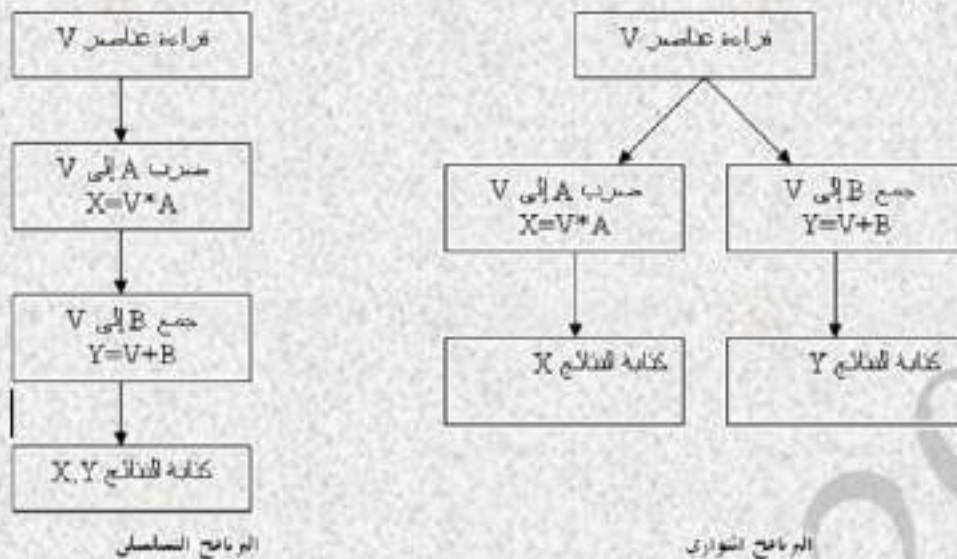 قراءة عناصر V
ضرب A إلى V
X=V*A
جمع B إلى V
Y=V+B
كتابة النتائج X,Y
البرنامج التسلسلي
قراءة عناصر V
ضرب A إلى V
X=V*A
جمع B إلى V
Y=V+B
كتابة النتائج X
كتابة النتائج Y
البرنامج المتوازي